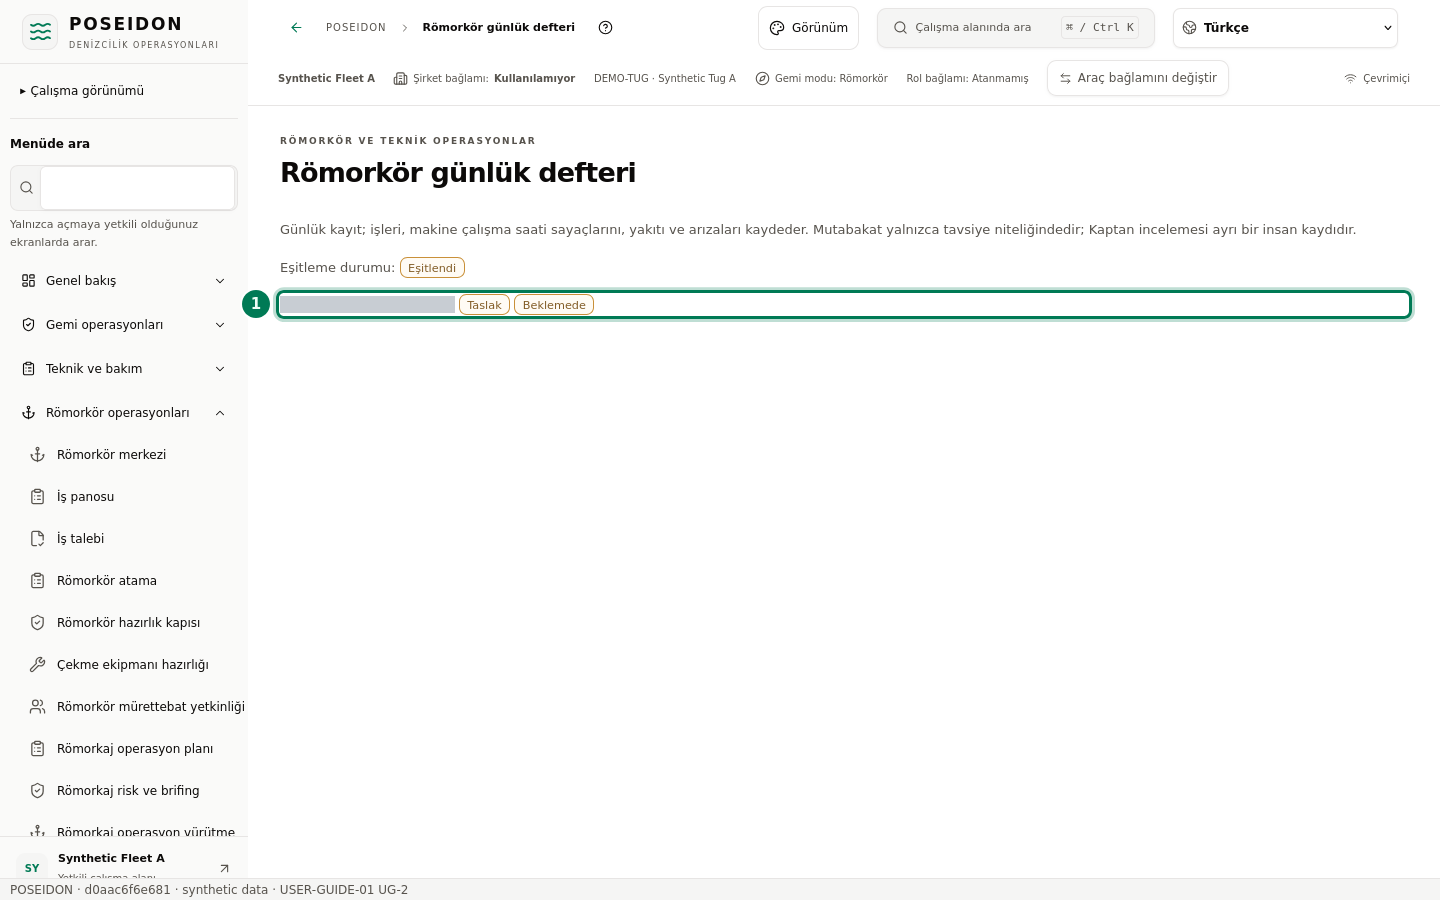 POSEIDON
DENİZCİLİK OPERASYONLARI
▸ Çalışma görünümü
Menüde ara
Yalnızca açmaya yetkili olduğunuz
ekranlarda arar.
Genel bakış
Gemi operasyonları
Teknik ve bakım
Römorkör operasyonları
Römorkör merkezi
İş panosu
İş talebi
Römorkör atama
Römorkör hazırlık kapısı
Çekme ekipmanı hazırlığı
Römorkör mürettebat yetkinliği
Römorkaj operasyon planı
Römorkaj risk ve brifing
Römorkaj operasyon yürütme
SY
Synthetic Fleet A
Yetkili çalışma alanı
POSEIDON
Römorkör günlük defteri
Görünüm
Çalışma alanında ara
⌘ / Ctrl K
Türkçe
Synthetic Fleet A
Şirket bağlamı: Kullanılamıyor
DEMO-TUG · Synthetic Tug A
Gemi modu: Römorkör
Rol bağlamı: Atanmamış
Araç bağlamını değiştir
Çevrimiçi
RÖMORKÖR VE TEKNİK OPERASYONLAR
Römorkör günlük defteri
Günlük kayıt; işleri, makine çalışma saati sayaçlarını, yakıtı ve arızaları kaydeder. Mutabakat yalnızca tavsiye niteliğindedir; Kaptan incelemesi ayrı bir insan kaydıdır.
Eşitleme durumu: Eşitlendi
1
Taslak
Beklemede
POSEIDON · d0aac6f6e681 · synthetic data · USER-GUIDE-01 UG-2